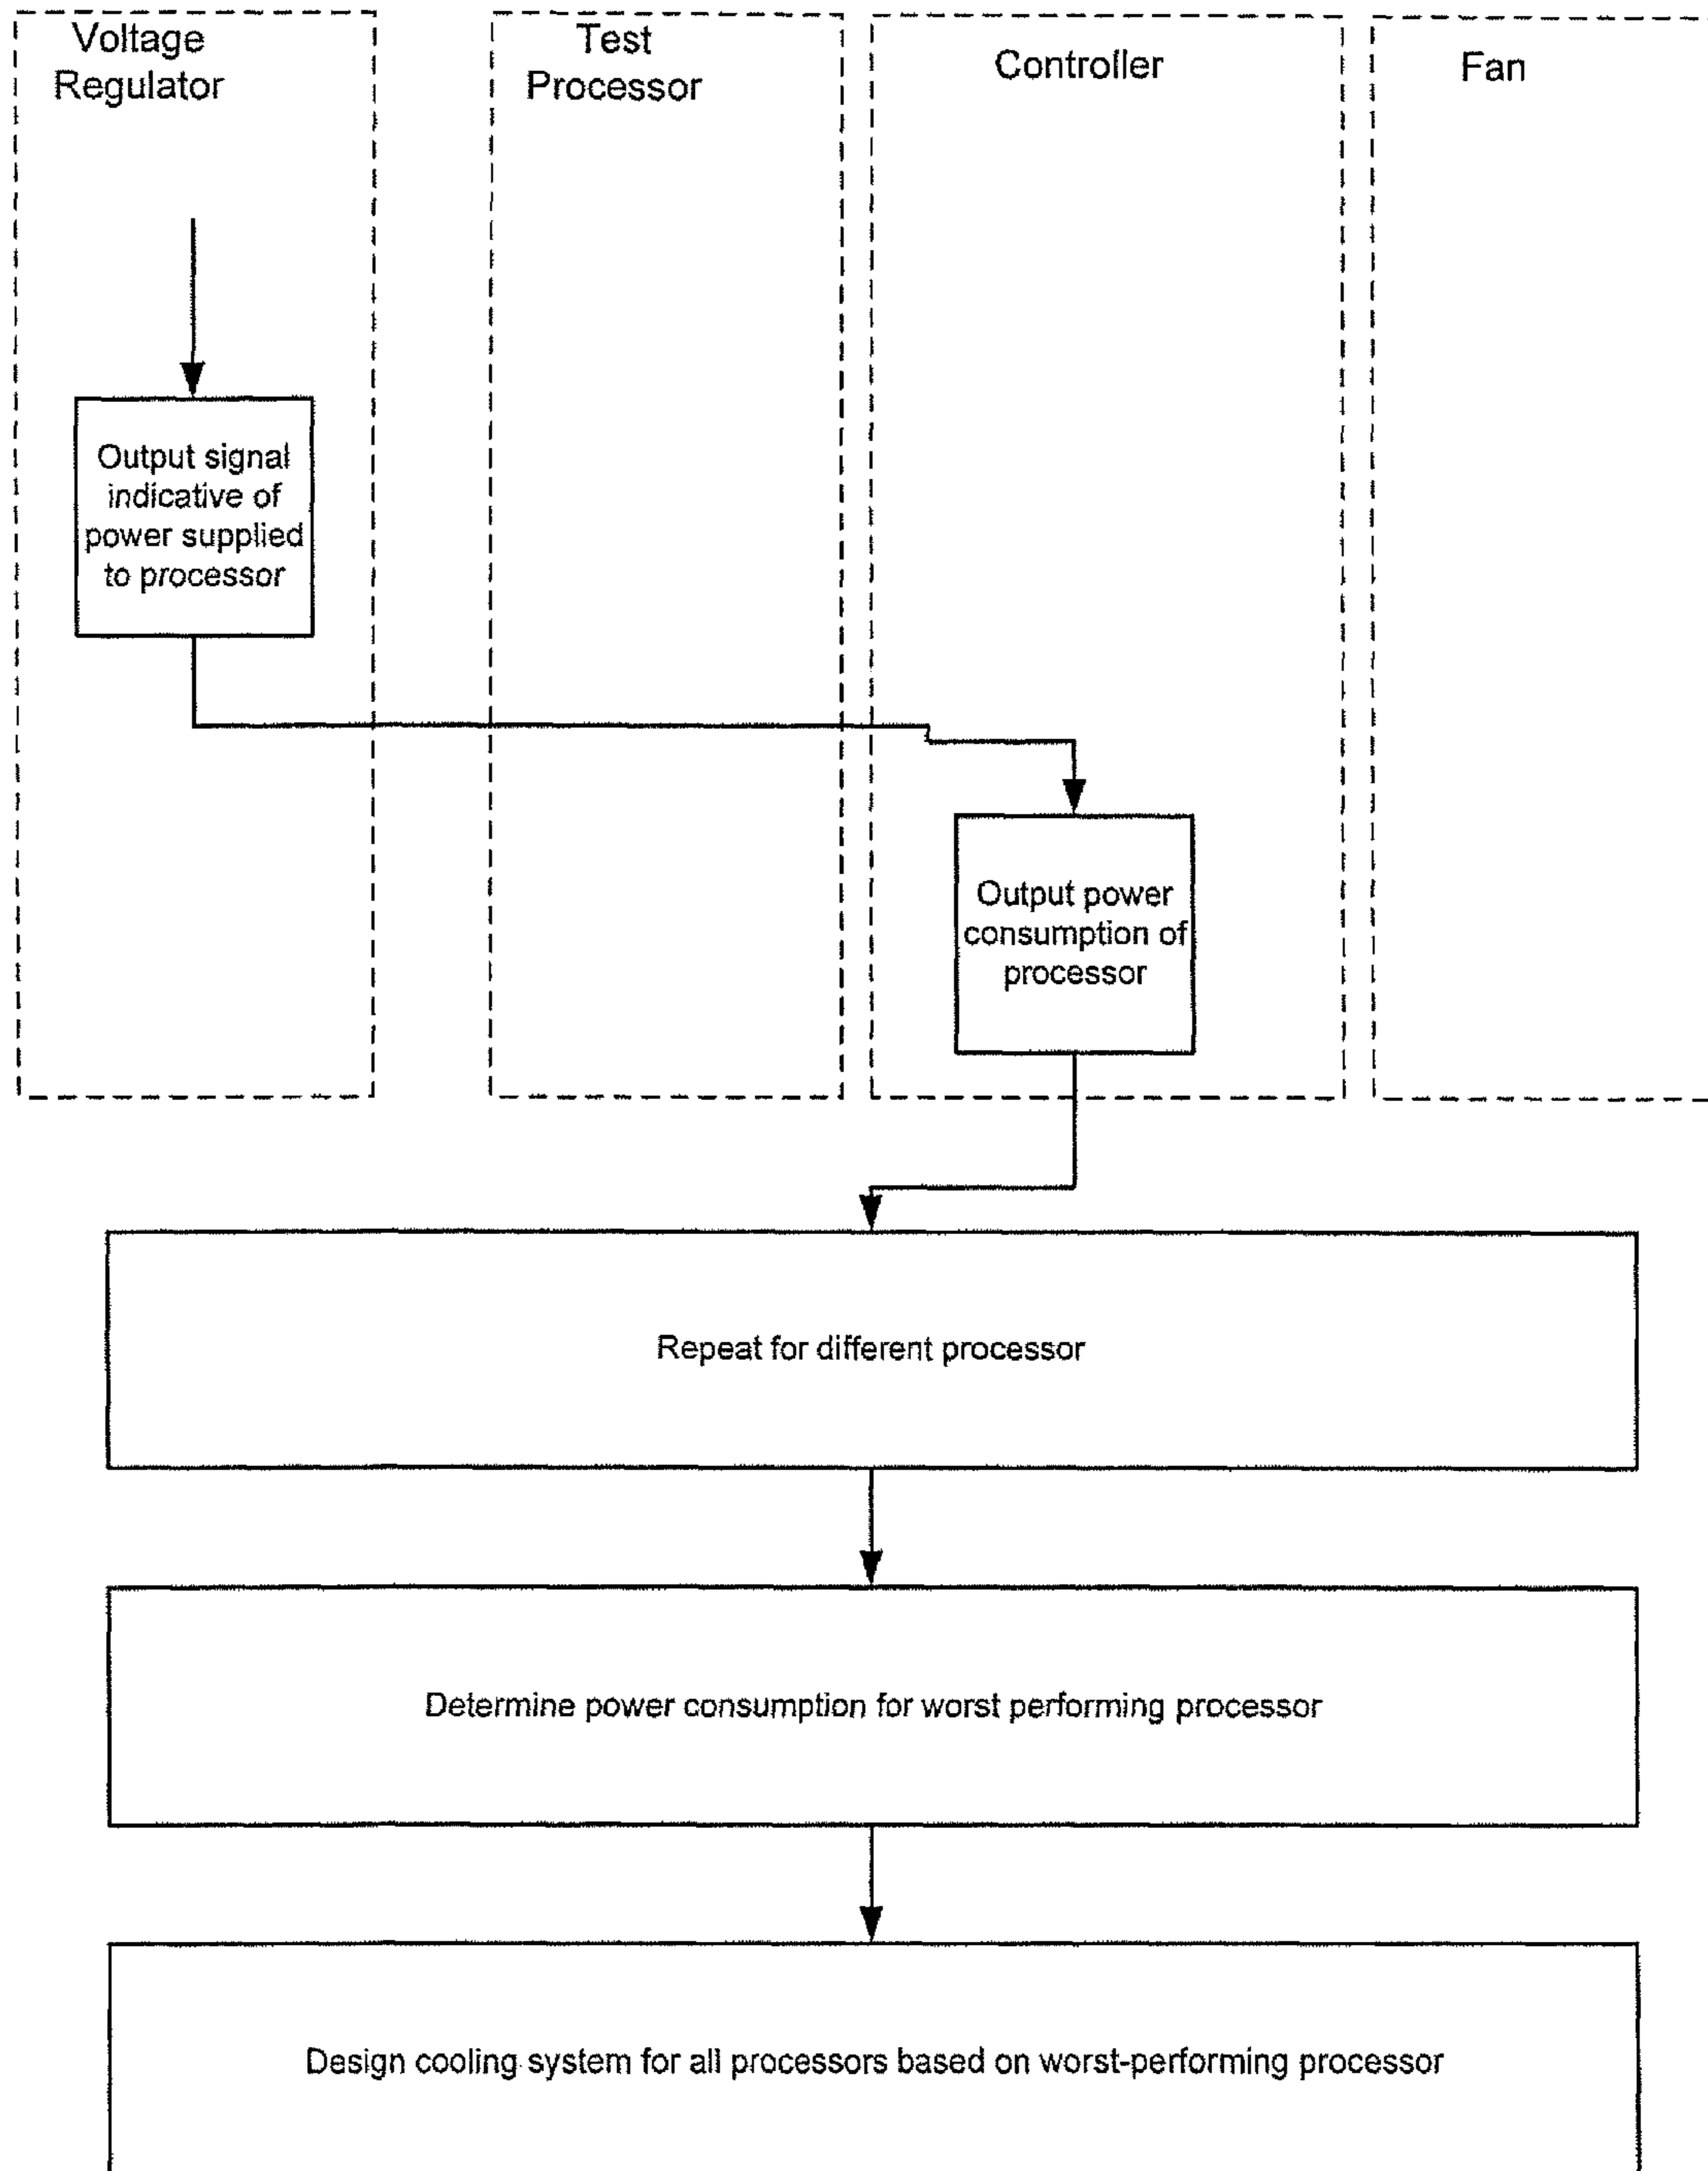 Voltage
Regulator
Test
Processor
Controller
Fan
Output signal
indicative of
power supplied
to processor
Output power
consumption of
processor
Repeat for different processor
Determine power consumption for worst performing processor
Design cooling system for all processors based on worst-performing processor